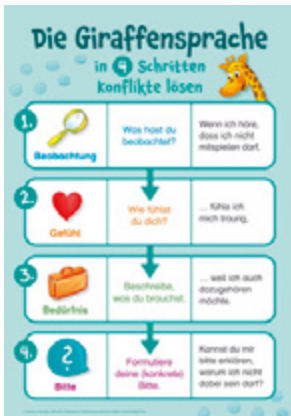 Die Giraffensprache
in 4 Schritten
Konflikte lösen
1.
Beobachtung
Was hast du
beobachtet?
Wenn ich höre,
dass ich nicht
mitspielen darf,
2.
Gefühl
Wie fühlst
du dich?
... fühle ich
mich traurig,
3.
Bedürfnis
Beschreibe,
was du brauchst.
... weil ich auch
dazugehören
möchte.
4.
?
Bitte
Formuliere
deine (konkrete)
Bitte.
Kannst du mir
bitte erklären,
warum ich nicht
dabei sein darf?